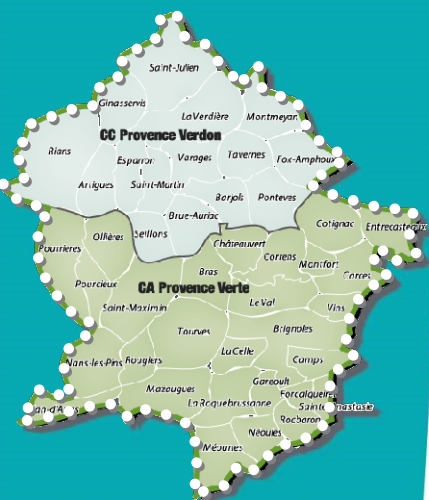 Saint-Julien
Ginasservis
La Verdière
Montmeyan
CC Provence Verdon
Rians
Esparron
Varages
Tavernes
Fox-Amphoux
Artigues
Saint-Martin
Barjols
Ponteves
Brue-Auriac
Seillons
Cotignac
Entrecasteaux
Ollières
Châteauvert
Pourrières
Correns
Montfort
Bras
Carces
Pourcieux
CA Provence Verte
Saint-Maximin
Le Val
Vins
Tourves
Brignoles
La Celle
Nans-les-Pins
Rougiers
Camps
Mazaugues
Gareoult
Forcalqueiret
La Roquebrussanne
Sainte
nastasie
Rocbaron
Néoules
Méounes